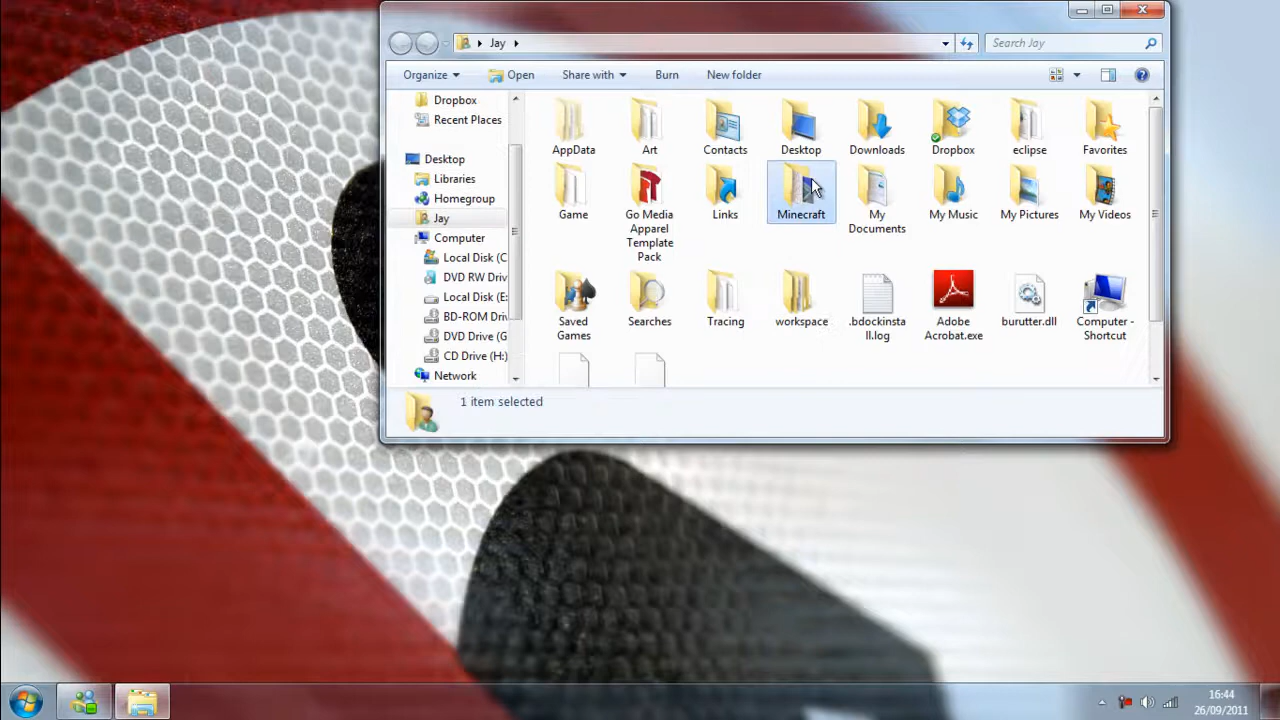 Jay
Search Jay
Organize
Open
Share with
Burn
New folder
Dropbox
Recent Places
Desktop
Libraries
Homegroup
Jay
Computer
Local Disk (C
DVD RW Driv
Local Disk (E:
BD-ROM Driv
DVD Drive (G
CD Drive (H:)
Network
AppData
Art
Contacts
Desktop
Downloads
Dropbox
eclipse
Favorites
Game
Go Media
Apparel
Template
Pack
Links
Minecraft
My
Documents
My Music
My Pictures
My Videos
Saved
Games
Searches
Tracing
workspace
.bdockinsta
ll.log
Adobe
Acrobat.exe
burutter.dll
Computer -
Shortcut
1 item selected
16:44
26/09/2011